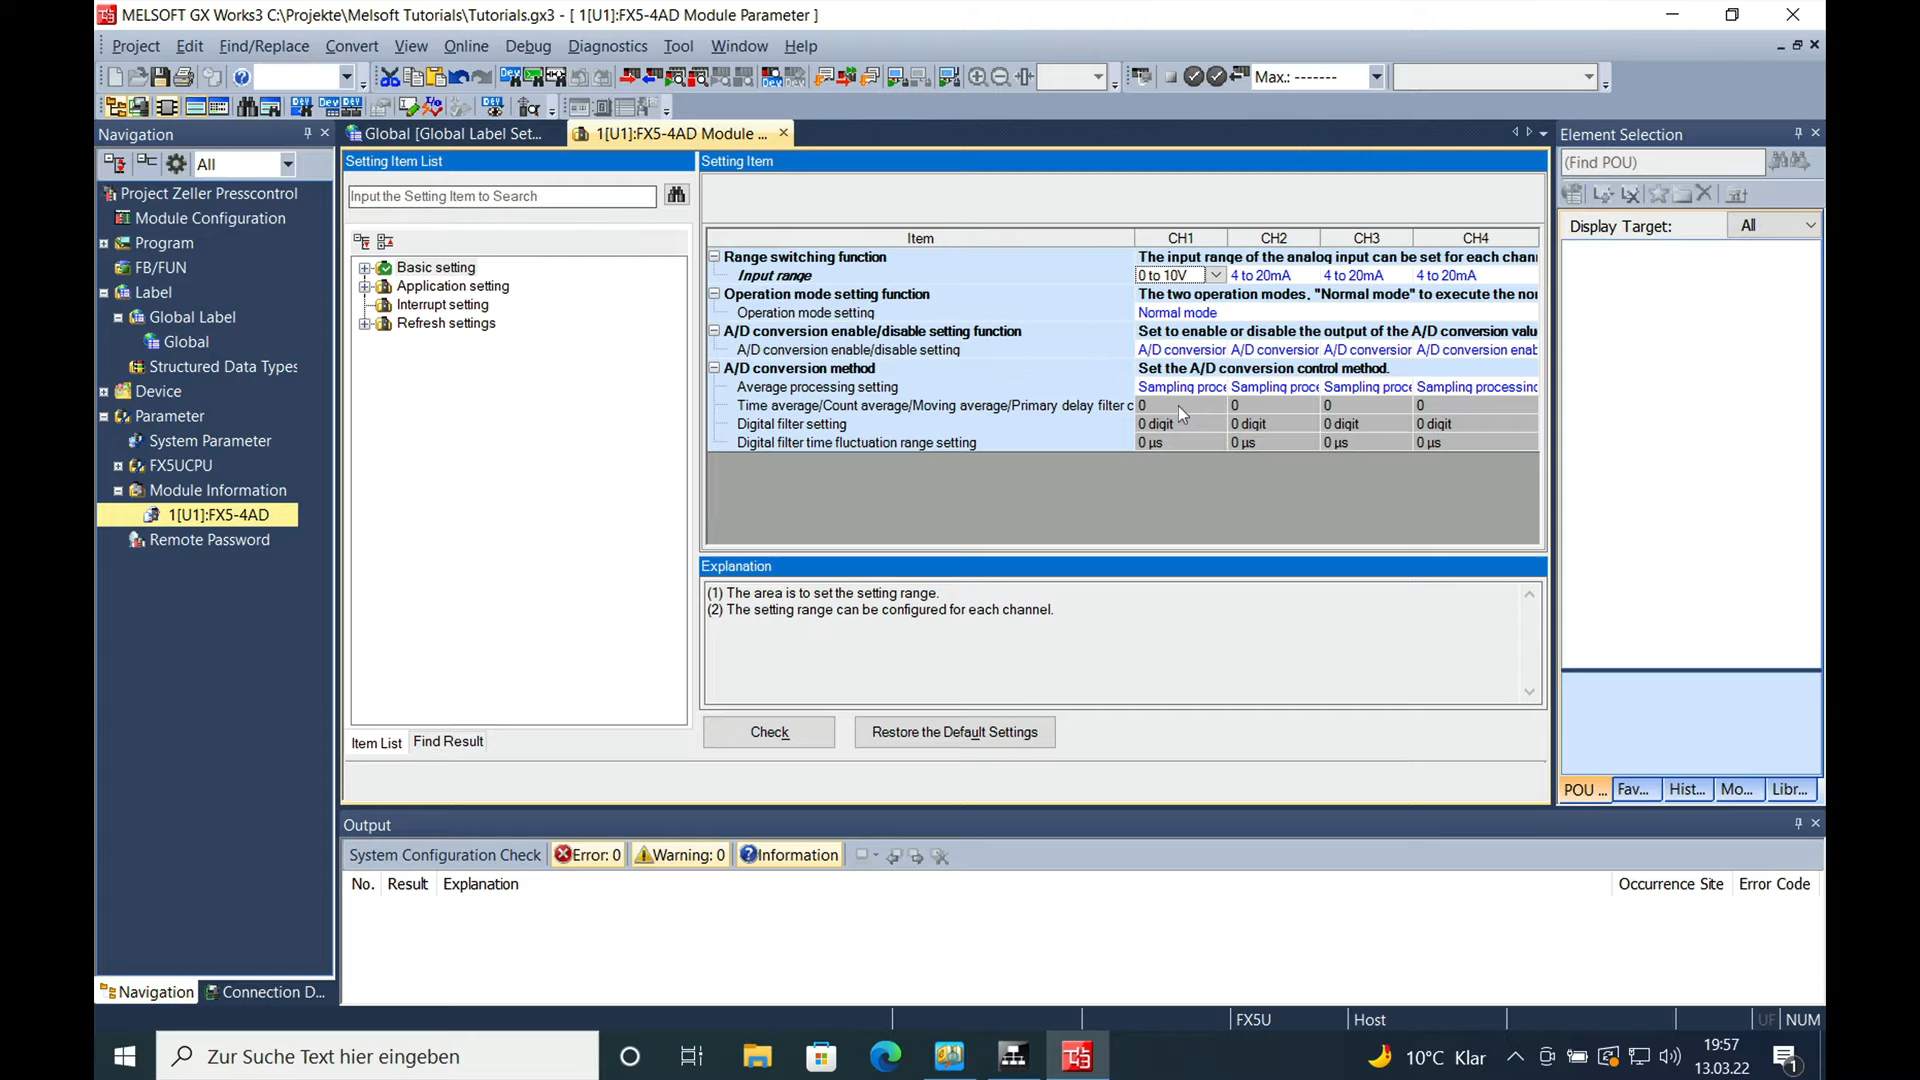 MELSOFT GX Works3 C:\Projekte\Melsoft Tutorials\Tutorials.gx3 - [ 1[U1]:FX5-4AD Module Parameter ]
Project Edit Find/Replace Convert View Online Debug Diagnostics Tool Window Help
Max.: -------
Navigation
All
Project Zeller Presscontrol
Module Configuration
Program
FB/FUN
Label
Global Label
Global
Structured Data Types
Device
Parameter
System Parameter
FX5UCPU
Module Information
1[U1]:FX5-4AD
Remote Password
Navigation Connection D...
Global [Global Label Set... 1[U1]:FX5-4AD Module ...
Setting Item List
Input the Setting Item to Search
Basic setting
Application setting
Interrupt setting
Refresh settings
Item List Find Result
Setting Item
Item CH1 CH2 CH3 CH4
Range switching function The input range of the analog input can be set for each chan
Input range 0 to 10V 4 to 20mA 4 to 20mA 4 to 20mA
Operation mode setting function The two operation modes, "Normal mode" to execute the nor
Operation mode setting Normal mode
A/D conversion enable/disable setting function Set to enable or disable the output of the A/D conversion valu
A/D conversion enable/disable setting A/D conversior A/D conversior A/D conversior A/D conversion enab
A/D conversion method Set the A/D conversion control method.
Average processing setting Sampling proce Sampling proce Sampling proce Sampling processing
Time average/Count average/Moving average/Primary delay filter c 0 0 0 0
Digital filter setting 0 digit 0 digit 0 digit 0 digit
Digital filter time fluctuation range setting 0 µs 0 µs 0 µs 0 µs
Explanation
(1) The area is to set the setting range.
(2) The setting range can be configured for each channel.
Check Restore the Default Settings
Element Selection
(Find POU)
Display Target: All
POU ... Fav... Hist... Mo... Libr...
Output
System Configuration Check Error: 0 Warning: 0 Information
No. Result Explanation Occurrence Site Error Code
FX5U Host UF NUM
Zur Suche Text hier eingeben
10°C Klar
19:57
13.03.22
1